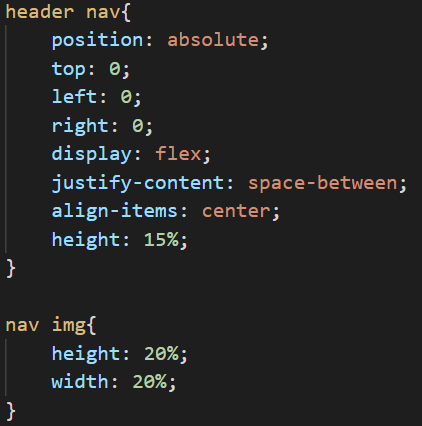 header nav{
    position: absolute;
    top: 0;
    left: 0;
    right: 0;
    display: flex;
    justify-content: space-between;
    align-items: center;
    height: 15%;
}

nav img{
    height: 20%;
    width: 20%;
}